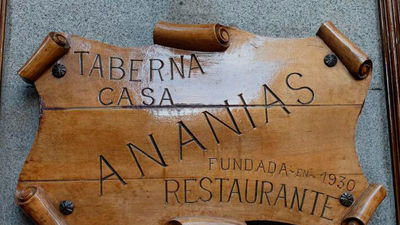 TABERNA
CASA
ANANIAS
FUNDADA-EN-1930
RESTAURANTE